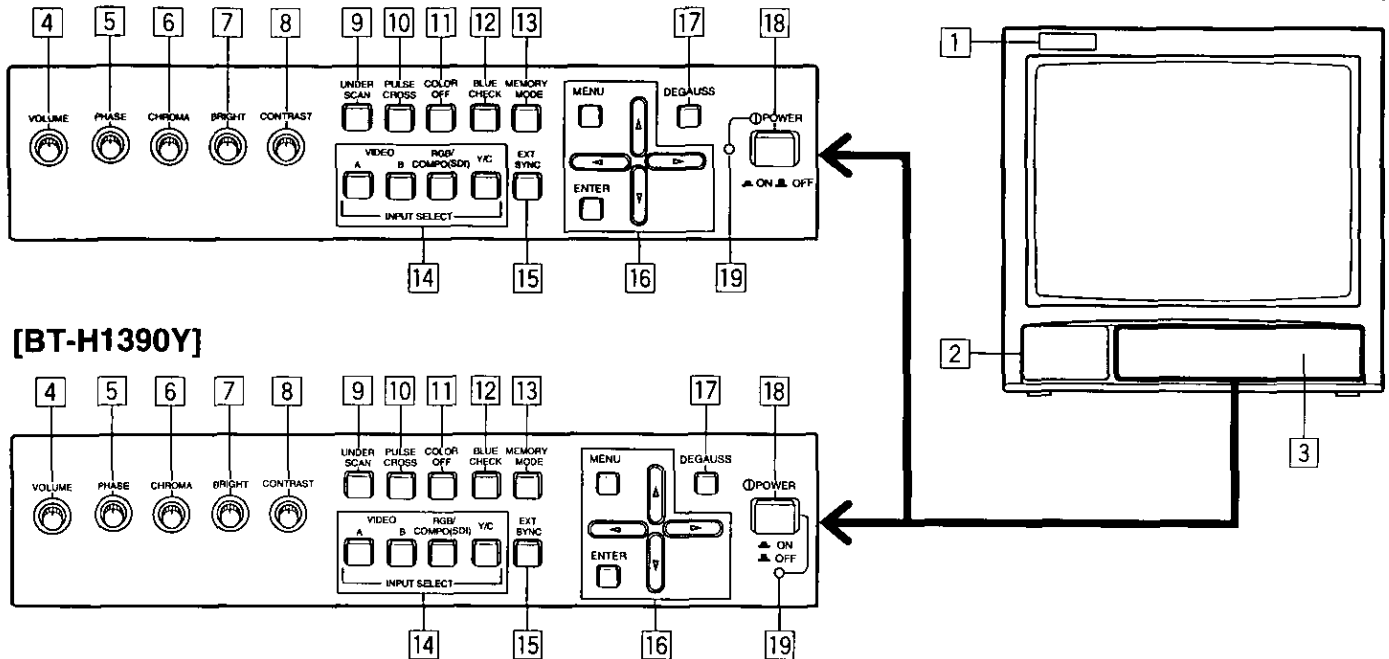 4 5 6 7 8 9 10 11 12 13 17 18
1
UNDER SCAN PULSE CROSS COLOR OFF BLUE CHECK MEMORY MODE
MENU DEGAUSS
POWER
VOLUME PHASE CHROMA BRIGHT CONTRAST
VIDEO
A B RGB/COMPO(SDI) Y/C EXT SYNC
ENTER
ON OFF
INPUT SELECT
14 15 16 19
2
3
[BT-H1390Y]
4 5 6 7 8 9 10 11 12 13 17 18
UNDER SCAN PULSE CROSS COLOR OFF BLUE CHECK MEMORY MODE
MENU DEGAUSS
POWER
VOLUME PHASE CHROMA BRIGHT CONTRAST
VIDEO
A B RGB/COMPO(SDI) Y/C EXT SYNC
ENTER
ON
OFF
INPUT SELECT
14 15 16 19